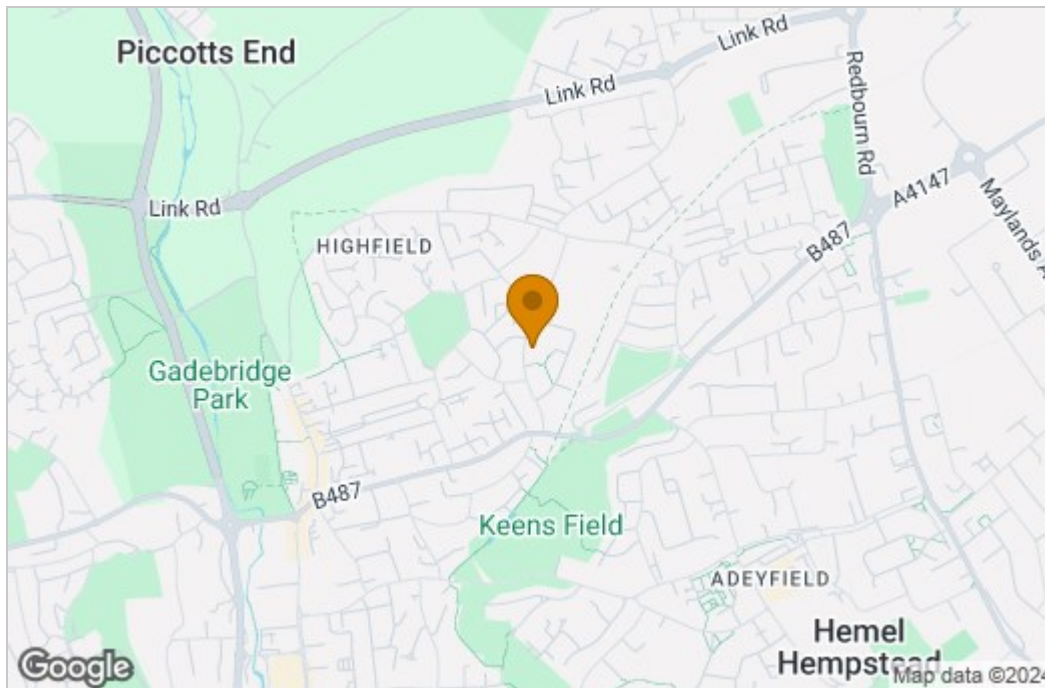 Piccotts End
Link Rd
Link Rd
Redbourn Rd
A4147
Link Rd
Maylands A
B487
HIGHFIELD
Gadebridge
Park
B487
Keens Field
ADEYFIELD
Hemel
Hempstead
Google
Map data ©2024